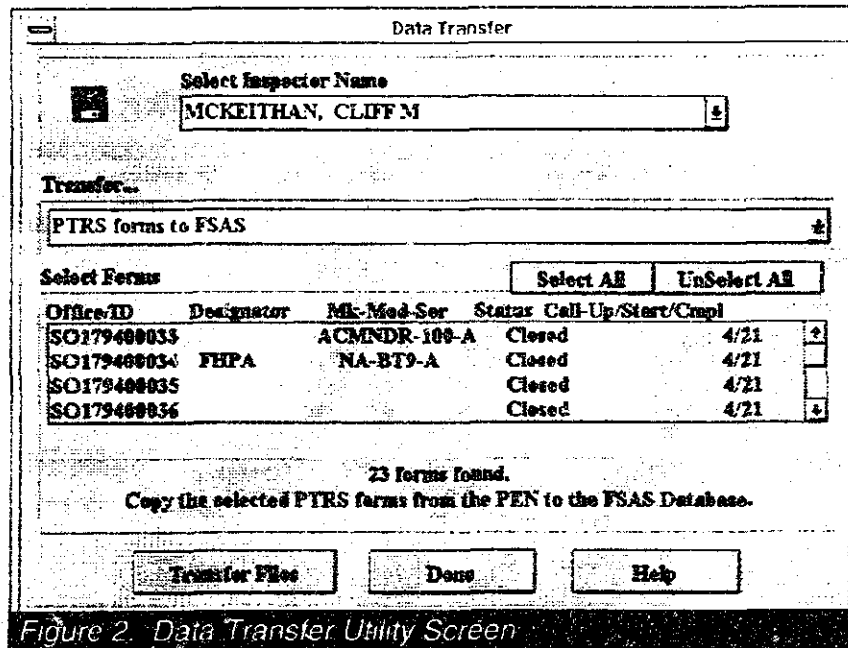 Data Transfer
Select Inspector Name
MCKEITHAN, CLIFF M
Transfer...
PTRS forms to FSAS
Select Forms Select All UnSelect All
Office/ID Designator Mk-Mod-Ser Status Call-Up/Start/Cmpl
SO179400033 ACMNDR-100-A Closed 4/21
SO179400034 FHPA NA-BT9-A Closed 4/21
SO179400035 Closed 4/21
SO179400036 Closed 4/21
23 forms found.
Copy the selected PTRS forms from the PEN to the FSAS Database.
Transfer Files Done Help
Figure 2. Data Transfer Utility Screen